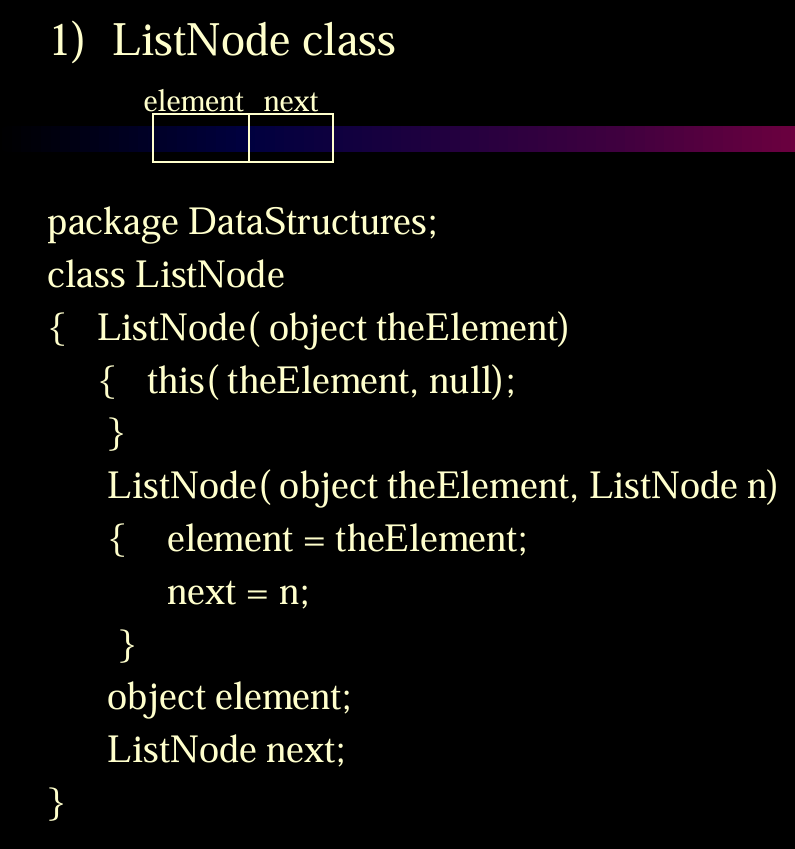 1) ListNode class
element next
package DataStructures;
class ListNode
{ ListNode( object theElement)
{ this( theElement, null);
}
ListNode( object theElement, ListNode n)
{ element = theElement;
next = n;
}
object element;
ListNode next;
}